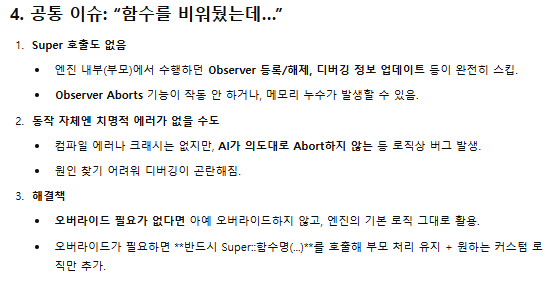 4. 공통 이슈: “함수를 비워뒀는데…”
1. Super 호출도 없음
• 엔진 내부(부모)에서 수행하던 Observer 등록/해제, 디버깅 정보 업데이트 등이 완전히 스킵.
• Observer Aborts 기능이 작동 안 하거나, 메모리 누수가 발생할 수 있음.
2. 동작 자체엔 치명적 에러가 없을 수도
• 컴파일 에러나 크래시는 없지만, AI가 의도대로 Abort하지 않는 등 로직상 버그 발생.
• 원인 찾기 어려워 디버깅이 곤란해짐.
3. 해결책
• 오버라이드 필요가 없다면 아예 오버라이드하지 않고, 엔진의 기본 로직 그대로 활용.
• 오버라이드가 필요하면 **반드시 Super::함수명(...)**를 호출해 부모 처리 유지 + 원하는 커스텀 로
직만 추가.